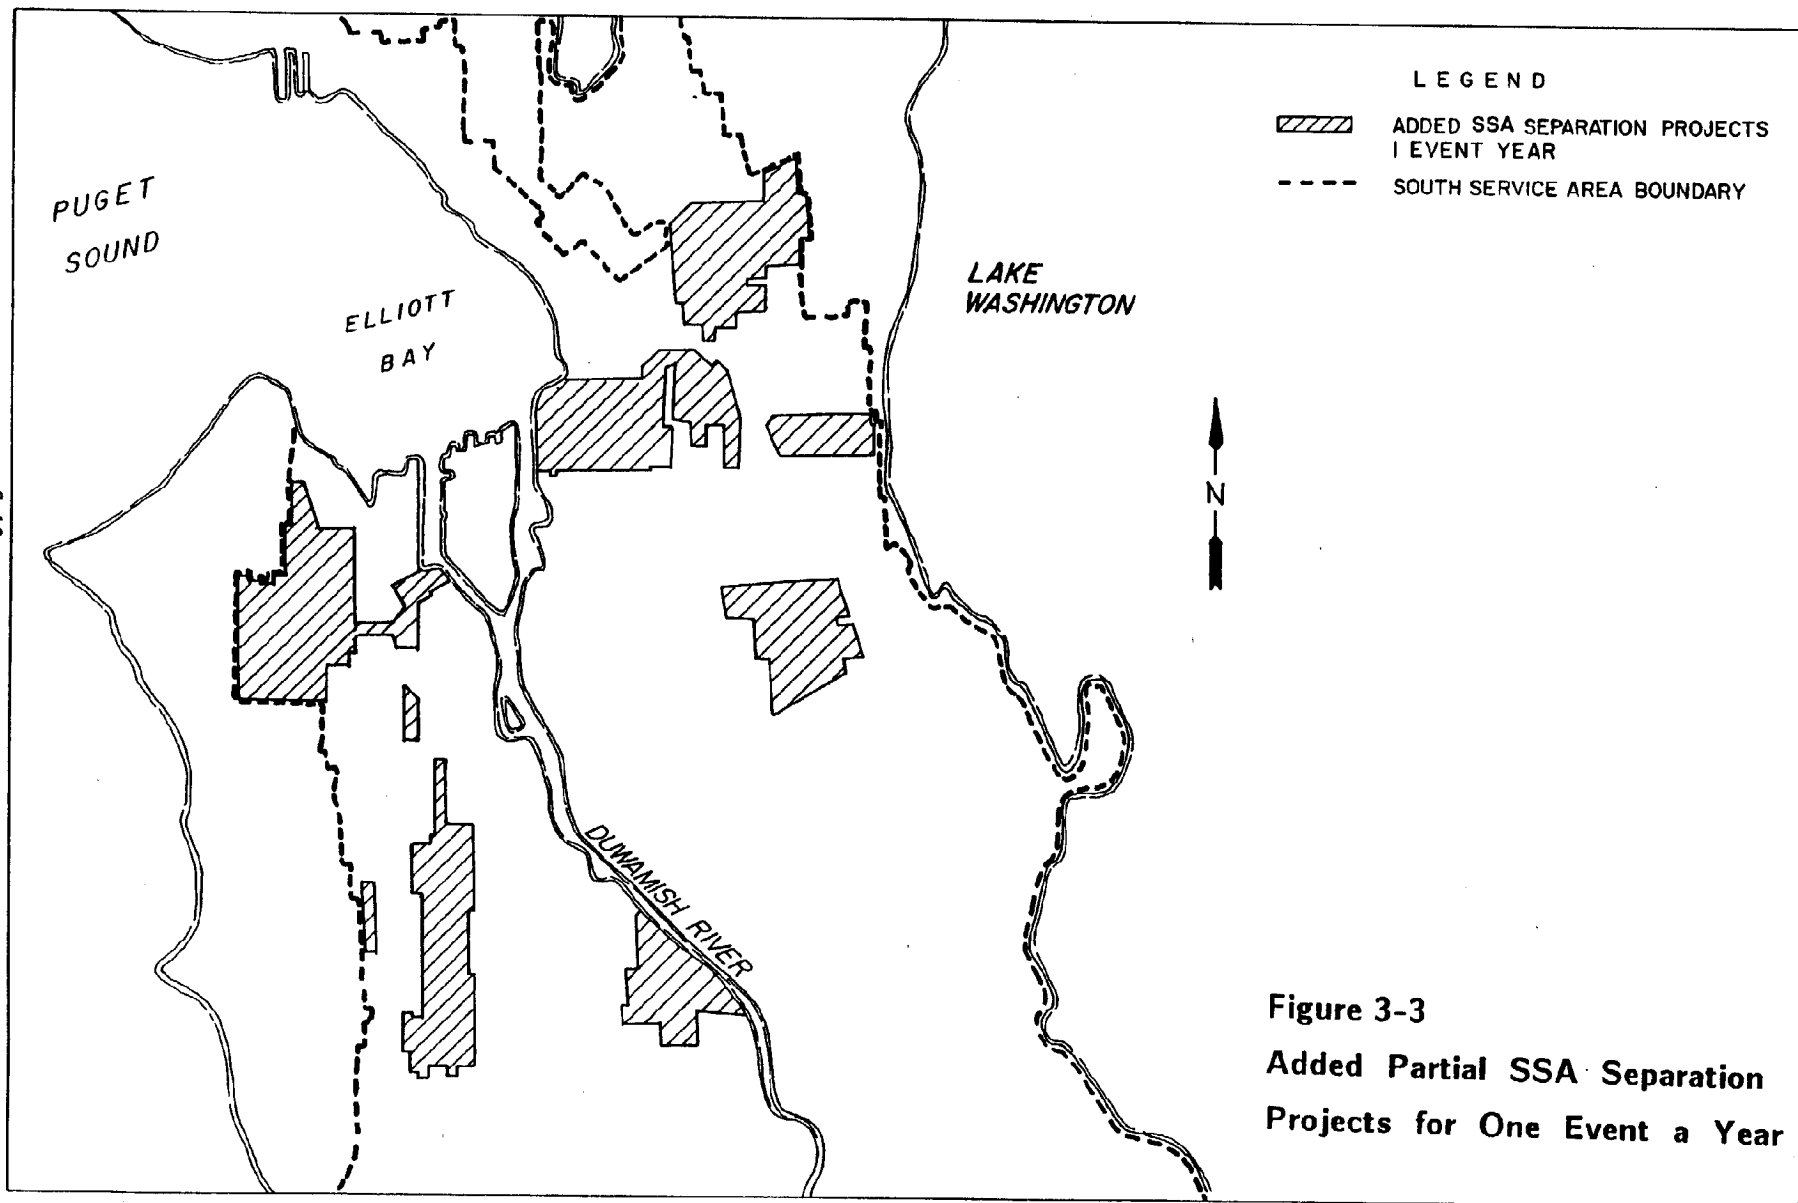 PUGET
SOUND
ELLIOTT
BAY
LAKE
WASHINGTON
LEGEND
ADDED SSA SEPARATION PROJECTS
1 EVENT YEAR
SOUTH SERVICE AREA BOUNDARY
N
DUWAMISH RIVER
Figure 3-3
Added Partial SSA Separation
Projects for One Event a Year